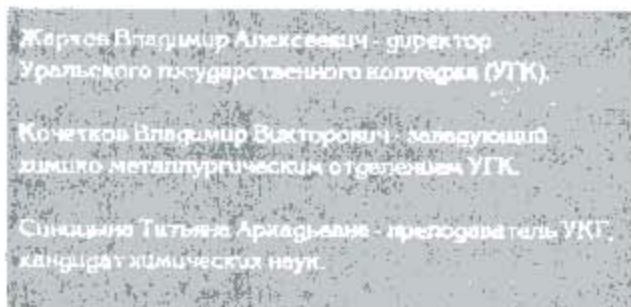 Жарков Владимир Алексеевич - директор
Уральского государственного колледжа (УГК).
Кочетков Владимир Викторович - заведующий
химико металлургическим отделением УГК.
Синицына Татьяна Аркадьевна - преподаватель УКГ,
кандидат химических наук.